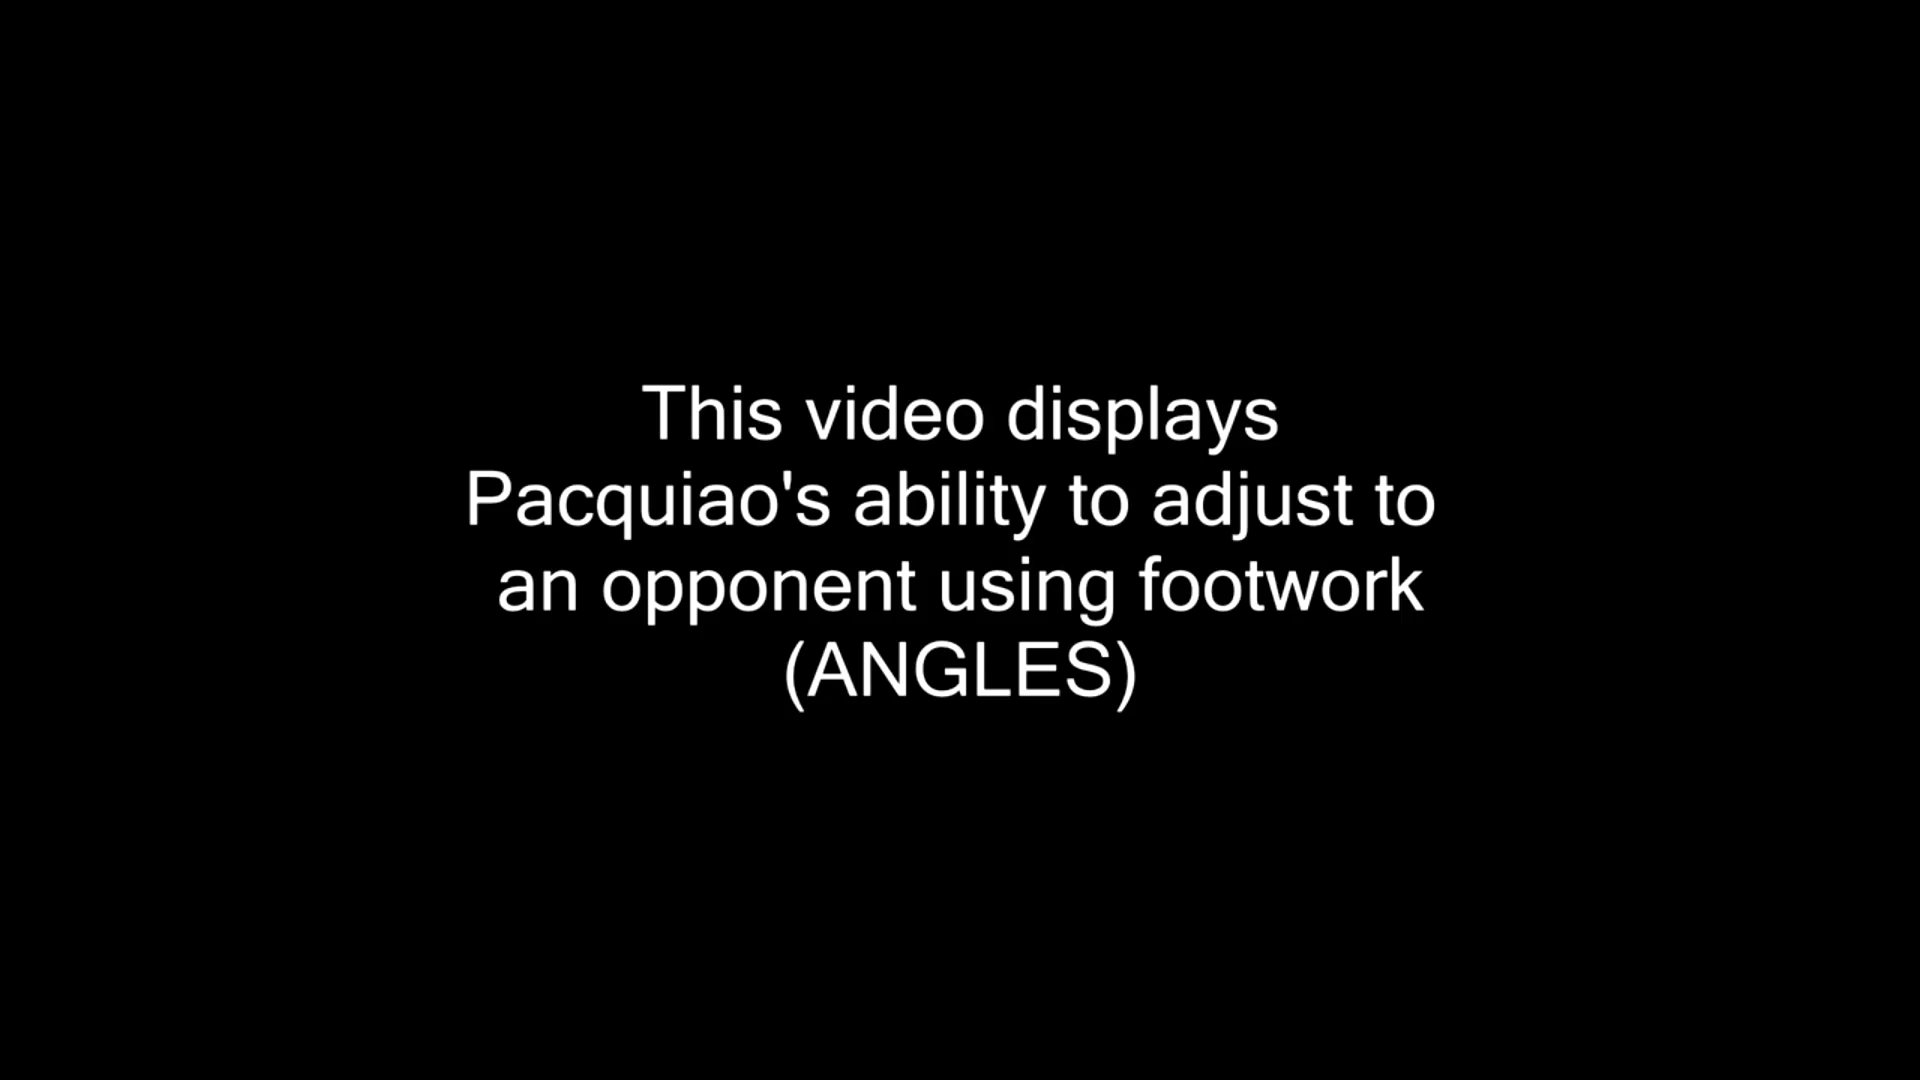 This video displays
Pacquiao's ability to adjust to
an opponent using footwork
(ANGLES)